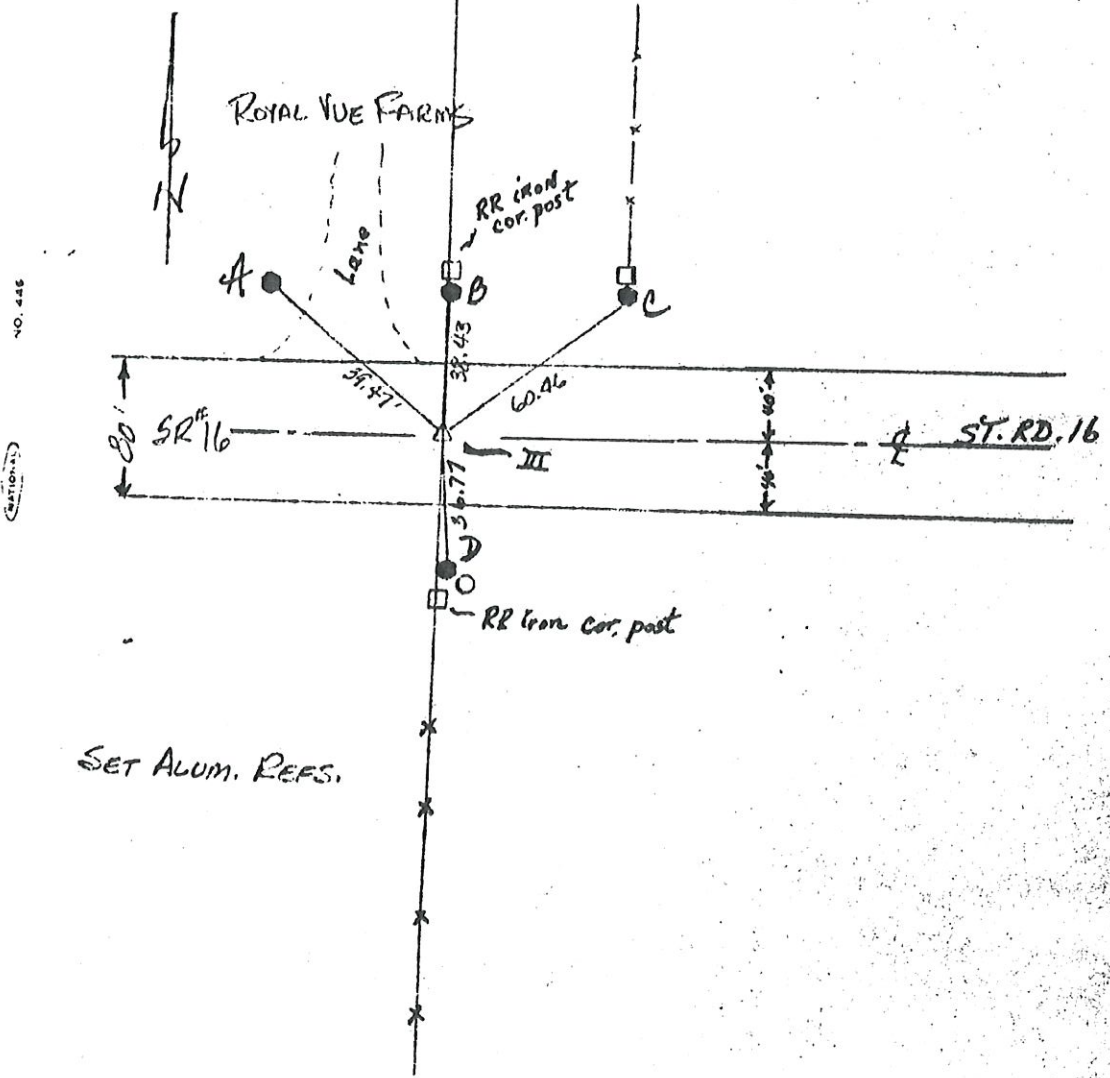 ROYAL VUE FARMS
N
RR iron
cor. post
Lane
A
B
C
NO. 446
38.43
39.47'
60.46
80'
SR#16
40'
℄
ST. RD. 16
III
40'
(NATIONAL)
36.77
D
RR iron cor. post
SET ALUM. REFS.